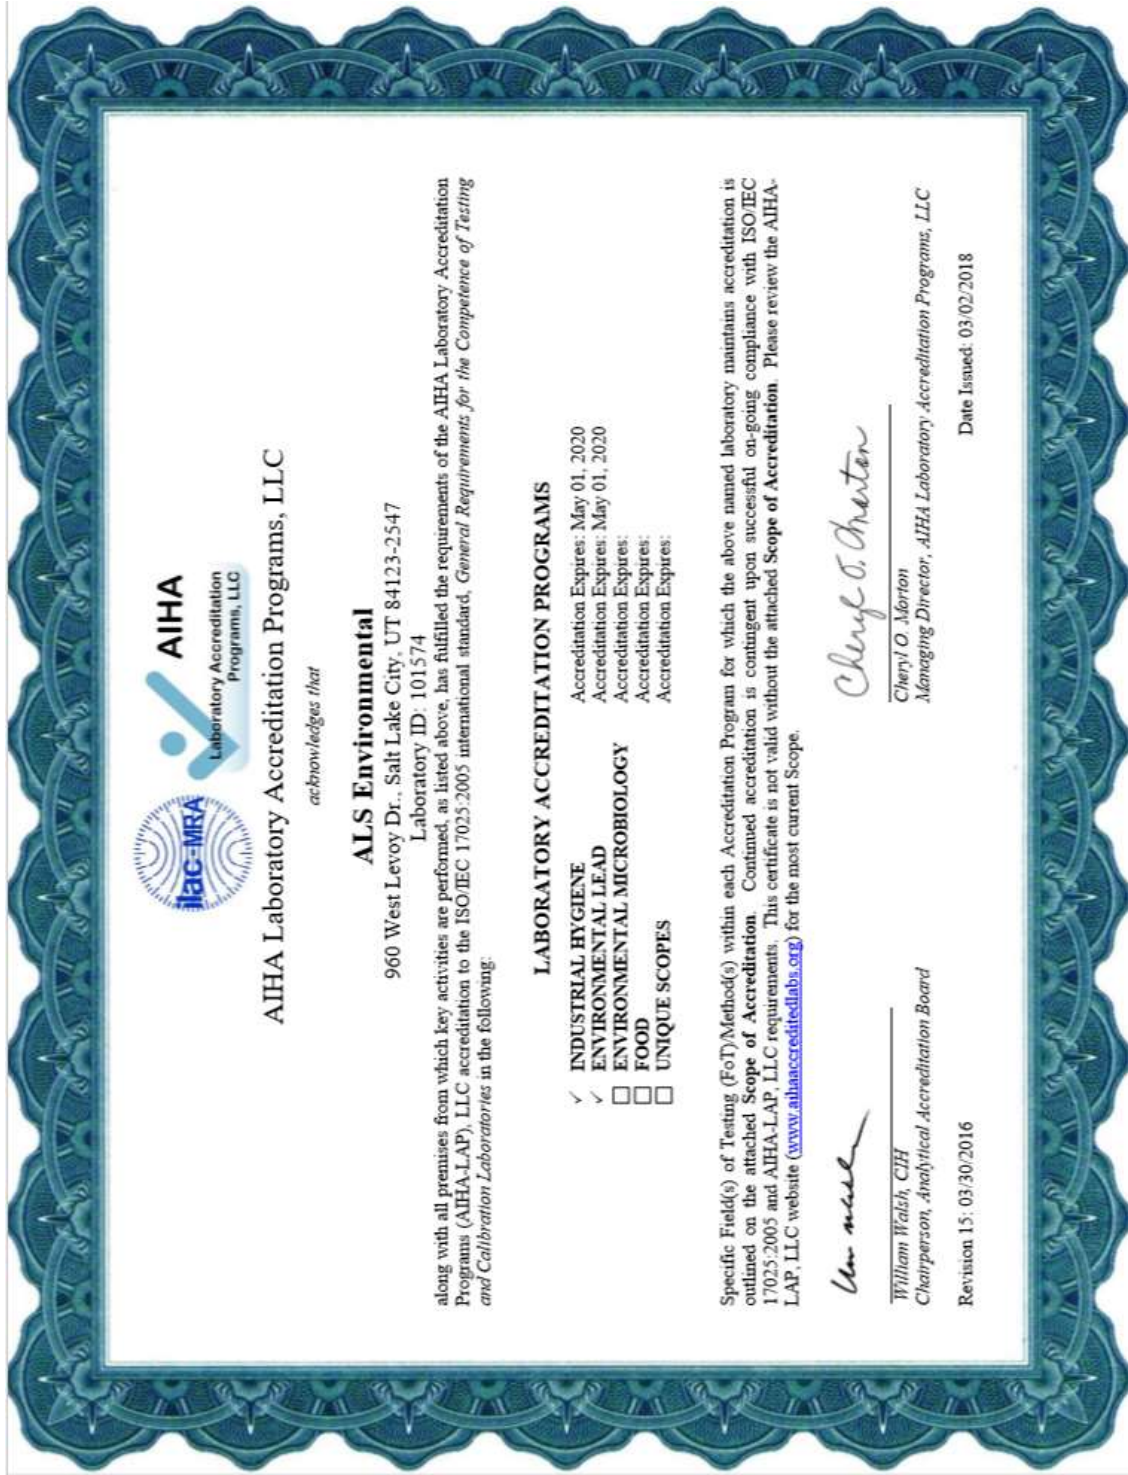 ilac-MRA
AIHA
Laboratory Accreditation
Programs, LLC
AIHA Laboratory Accreditation Programs, LLC
acknowledges that
ALS Environmental
960 West Levoy Dr., Salt Lake City, UT 84123-2547
Laboratory ID: 101574
along with all premises from which key activities are performed, as listed above, has fulfilled the requirements of the AIHA Laboratory Accreditation
Programs (AIHA-LAP), LLC accreditation to the ISO/IEC 17025:2005 international standard, General Requirements for the Competence of Testing
and Calibration Laboratories in the following:
LABORATORY ACCREDITATION PROGRAMS
✓ INDUSTRIAL HYGIENE Accreditation Expires: May 01, 2020
✓ ENVIRONMENTAL LEAD Accreditation Expires: May 01, 2020
☐ ENVIRONMENTAL MICROBIOLOGY Accreditation Expires:
☐ FOOD Accreditation Expires:
☐ UNIQUE SCOPES Accreditation Expires:
Specific Field(s) of Testing (FoT)/Method(s) within each Accreditation Program for which the above named laboratory maintains accreditation is
outlined on the attached Scope of Accreditation. Continued accreditation is contingent upon successful on-going compliance with ISO/IEC
17025:2005 and AIHA-LAP, LLC requirements. This certificate is not valid without the attached Scope of Accreditation. Please review the AIHA-
LAP, LLC website (www.aihaaccreditedlabs.org) for the most current Scope.
Cheryl O. Morton
William Walsh, CIH Cheryl O. Morton
Chairperson, Analytical Accreditation Board Managing Director, AIHA Laboratory Accreditation Programs, LLC
Revision 15: 03/30/2016 Date Issued: 03/02/2018